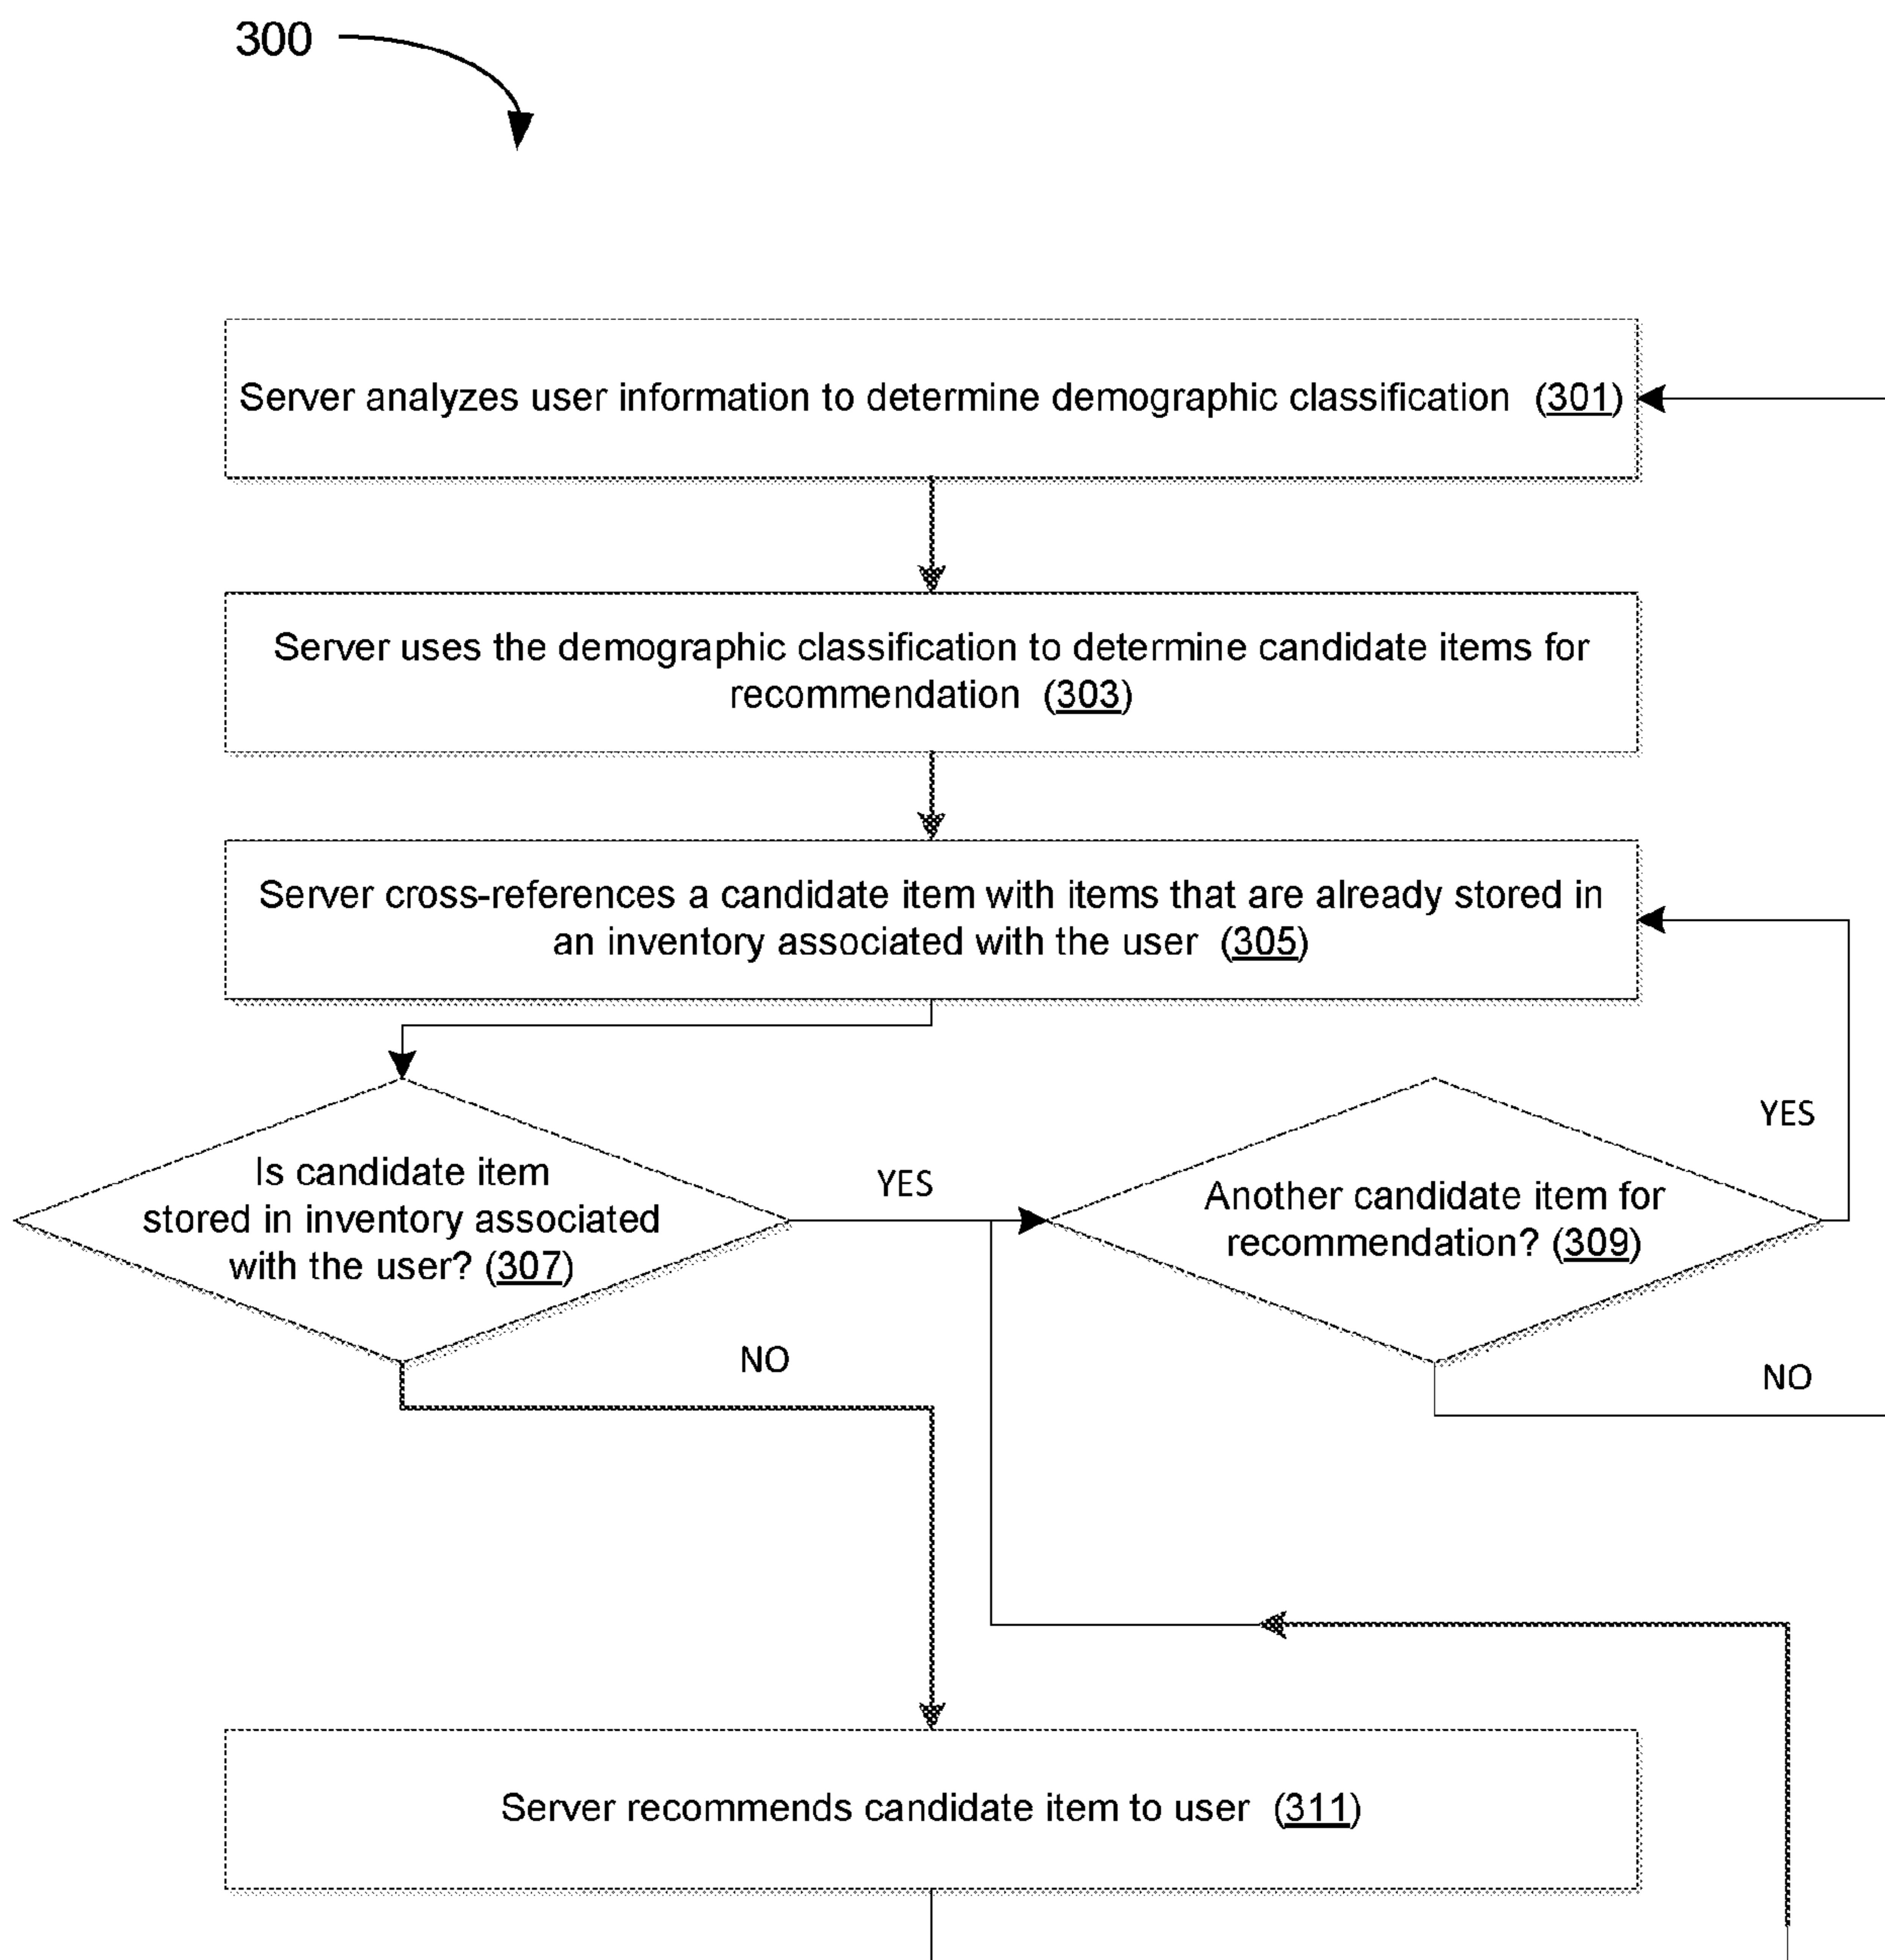 300
Server analyzes user information to determine demographic classification (301)
Server uses the demographic classification to determine candidate items for
recommendation (303)
Server cross-references a candidate item with items that are already stored in
an inventory associated with the user (305)
YES
Is candidate item
stored in inventory associated
with the user? (307)
YES
Another candidate item for
recommendation? (309)
NO
NO
Server recommends candidate item to user (311)